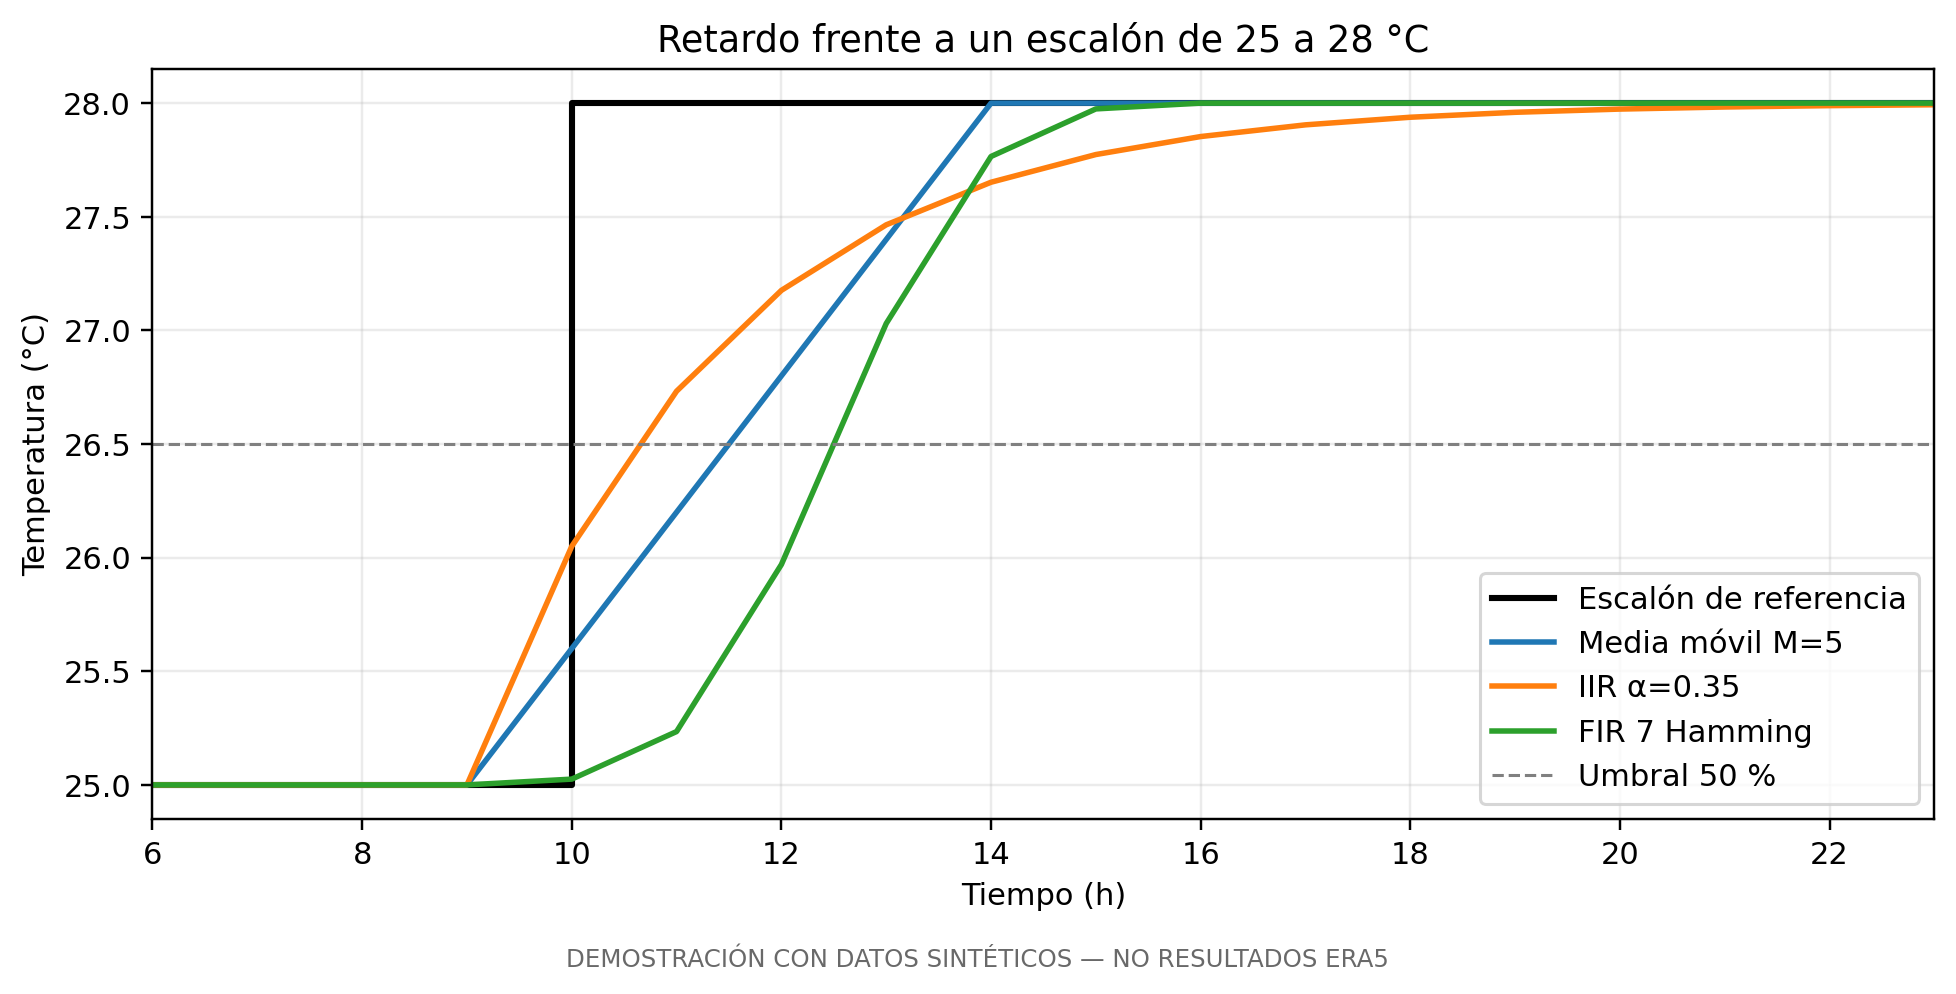 Retardo frente a un escalón de 25 a 28 °C
Temperatura (°C)
28.0
27.5
27.0
26.5
26.0
25.5
25.0
Escalón de referencia
Media móvil M=5
IIR α=0.35
FIR 7 Hamming
Umbral 50 %
6 8 10 12 14 16 18 20 22
Tiempo (h)
DEMOSTRACIÓN CON DATOS SINTÉTICOS — NO RESULTADOS ERA5